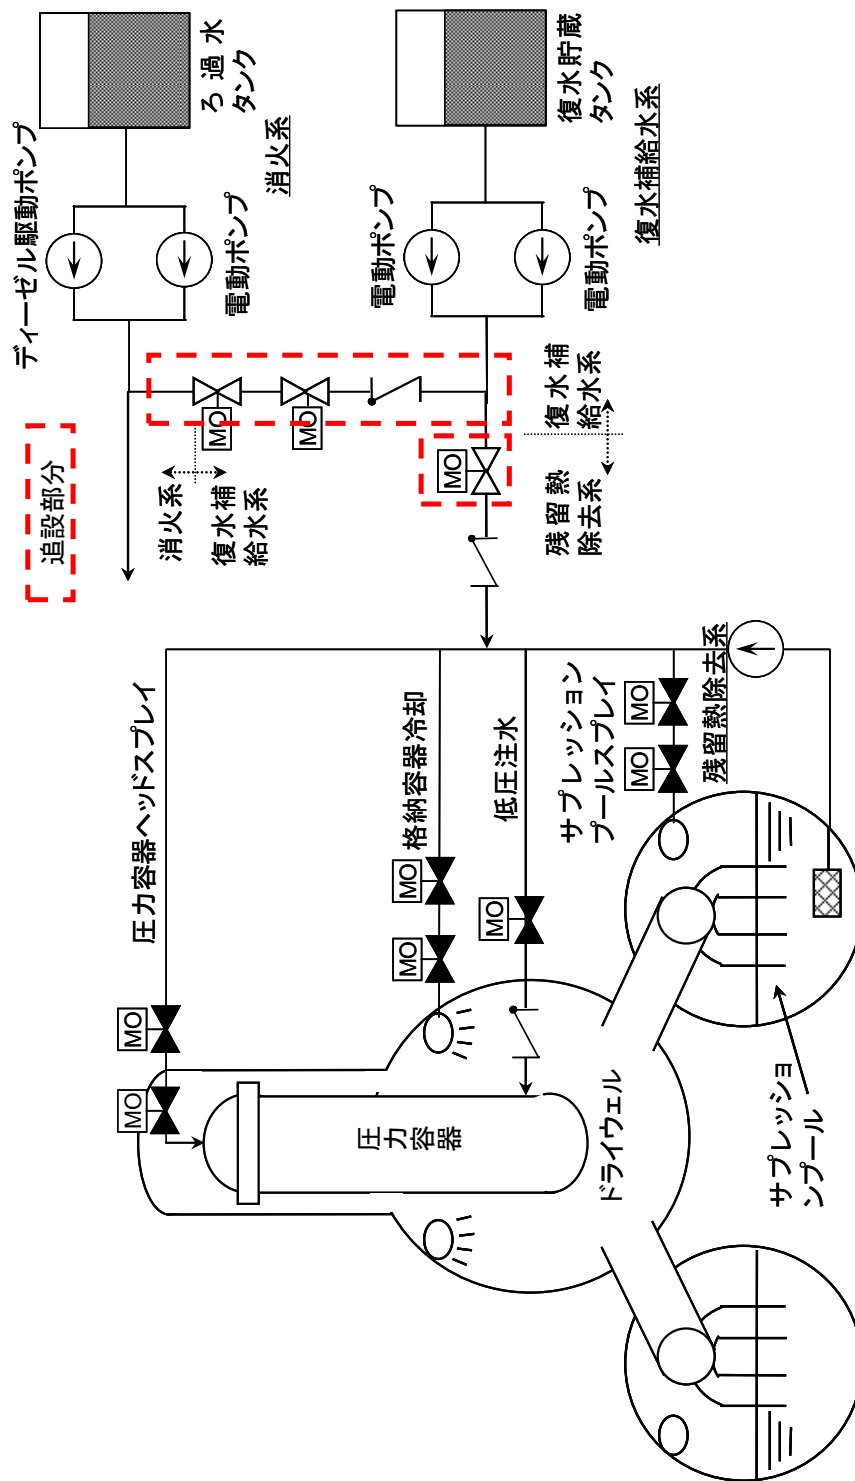 追設部分
ディーゼル駆動ポンプ
電動ポンプ
ろ過水
タンク
消火系
電動ポンプ
電動ポンプ
復水貯蔵
タンク
復水補給水系
MO
MO
消火系
復水補
給水系
MO
復水補
給水系
残留熱
除去系
圧力容器ヘッドスプレイ
MO
MO
格納容器冷却
MO
MO
低圧注水
MO
サプレッション
プールスプレイ
MO
MO
残留熱除去系
圧力
容器
ドライウェル
サプレッショ
ンプール